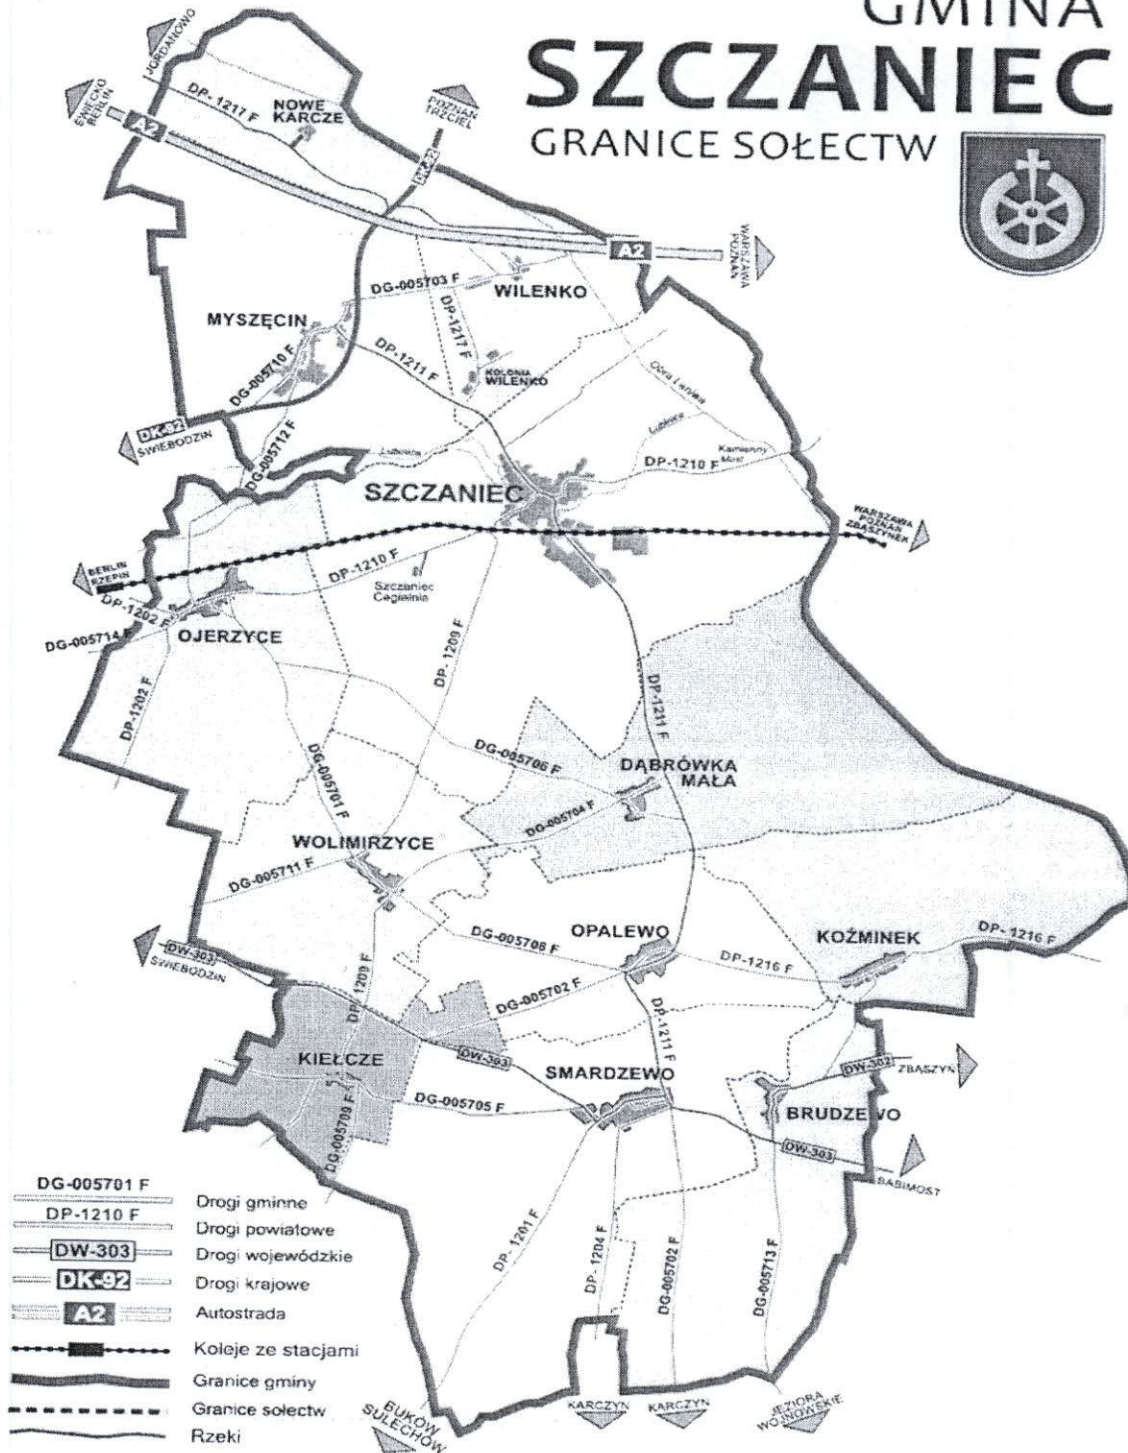 GMINA
SZCZANIEC
GRANICE SOŁECTW
JORDANOWO
ŚWIECKO
BERLIN
A2
DP- 1217 F
NOWE
KARCZE
POZNAŃ
TRZCIEL
DK-92
A2
WARSZAWA
POZNAŃ
DG-005703 F
WILENKO
MYSZĘCIN
DP-1217 F
DP-1211 F
KOLONIA
WILENKO
DG-005710 F
DK-92
ŚWIEBODZIN
DG-005712 F
Lubinica
Obra Leniwa
Lubinica
Kamienny
Most
DP-1210 F
SZCZANIEC
WARSZAWA
POZNAŃ
ZBĄSZYNEK
BERLIN
RZEPIN
DP-1210 F
Szczaniec
Cegielnia
DP-1202 F
DG-005714 F
OJERZYCE
DP-1202 F
DP- 1209 F
DP-1211 F
DG-005701 F
DG-005706 F
DĄBRÓWKA
MAŁA
DG-005704 F
WOLIMIRZYCE
DG-005711 F
DG-005708 F
OPALEWO
KOŹMINEK
DP- 1216 F
DP-1216 F
DW-303
ŚWIEBODZIN
DP- 1209 F
DG-005702 F
DP-1211 F
KIEŁCZE
DW-303
SMARDZEWO
DW-302
ZBĄSZYŃ
DG-005705 F
BRUDZEWO
DG-005709 F
DW-303
BABIMOST
DP- 1201 F
DP- 1204 F
DG-005702 F
DG-005713 F
BUKÓW
SULECHÓW
KARCZYN
KARCZYN
JEZIORA
WOJNOWSKIE
DG-005701 F
Drogi gminne
DP-1210 F
Drogi powiatowe
DW-303
Drogi wojewódzkie
DK-92
Drogi krajowe
A2
Autostrada
Koleje ze stacjami
Granice gminy
Granice sołectw
Rzeki